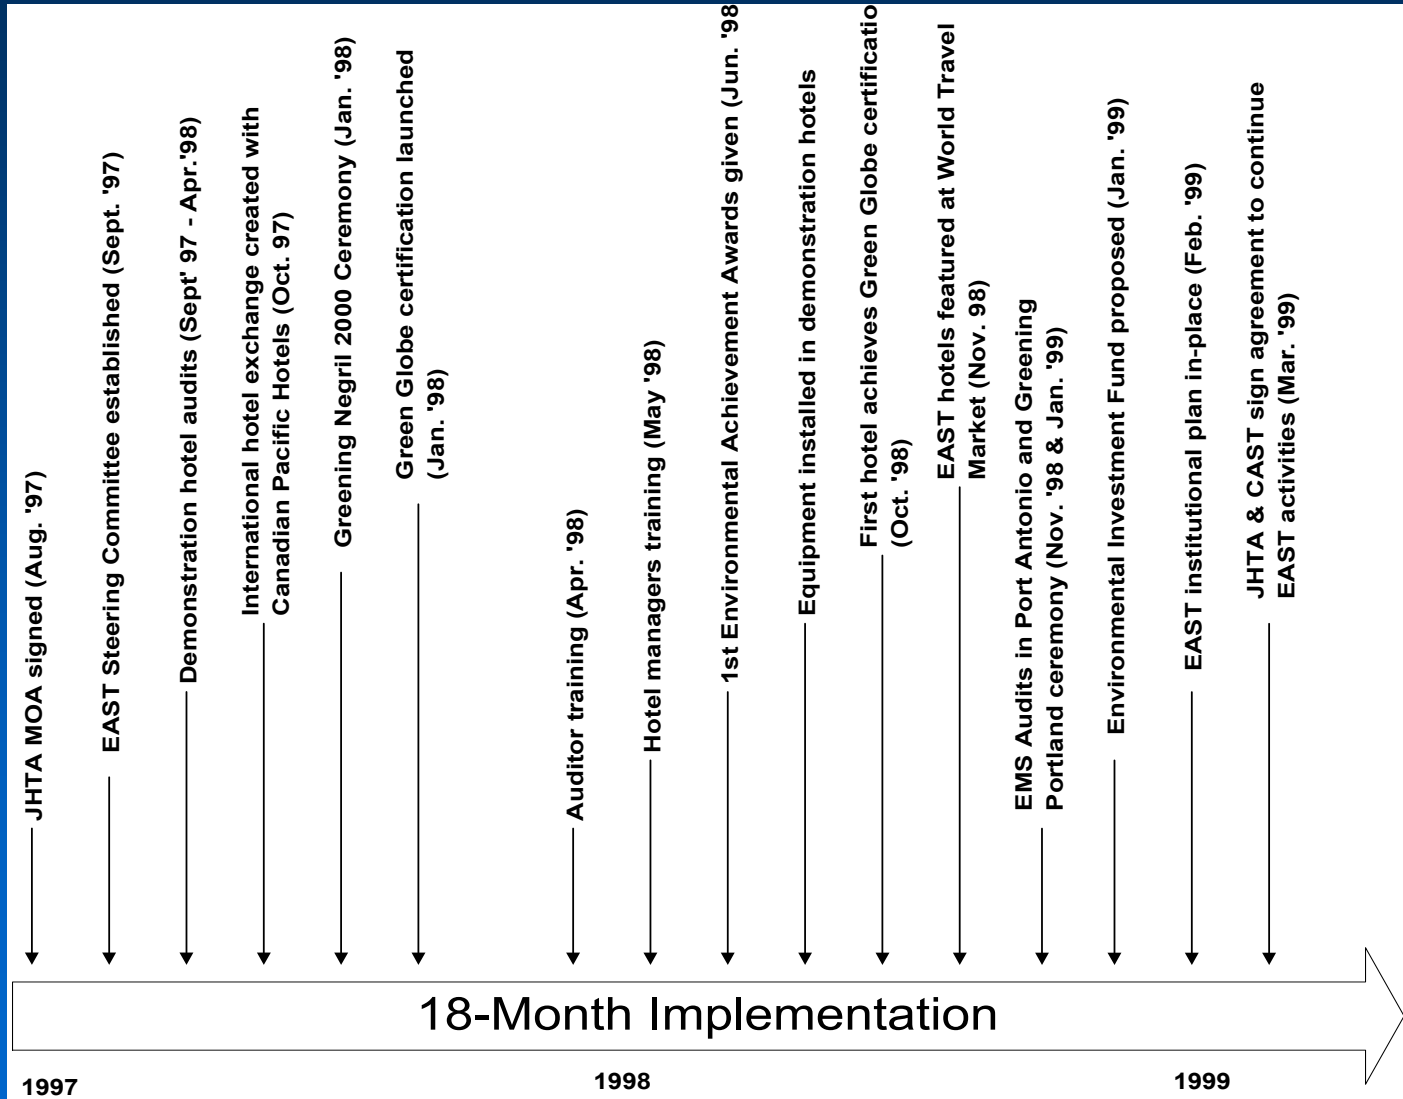 JHTA MOA signed (Aug. '97)
EAST Steering Committee established (Sept. '97)
Demonstration hotel audits (Sept' 97 - Apr.'98)
International hotel exchange created with
Canadian Pacific Hotels (Oct. 97)
Greening Negril 2000 Ceremony (Jan. '98)
Green Globe certification launched
(Jan. '98)
Auditor training (Apr. '98)
Hotel managers training (May '98)
1st Environmental Achievement Awards given (Jun. '98
Equipment installed in demonstration hotels
First hotel achieves Green Globe certificatio
(Oct. '98)
EAST hotels featured at World Travel
Market (Nov. 98)
EMS Audits in Port Antonio and Greening
Portland ceremony (Nov. '98 & Jan. '99)
Environmental Investment Fund proposed (Jan. '99)
EAST institutional plan in-place (Feb. '99)
JHTA & CAST sign agreement to continue
EAST activities (Mar. '99)
18-Month Implementation
1997
1998
1999